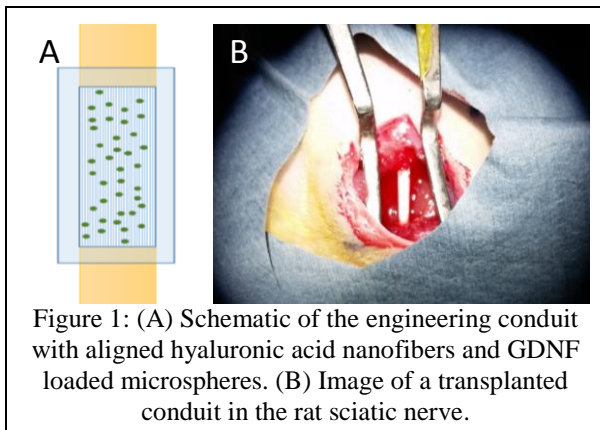 A
B
Figure 1: (A) Schematic of the engineering conduit
with aligned hyaluronic acid nanofibers and GDNF
loaded microspheres. (B) Image of a transplanted
conduit in the rat sciatic nerve.